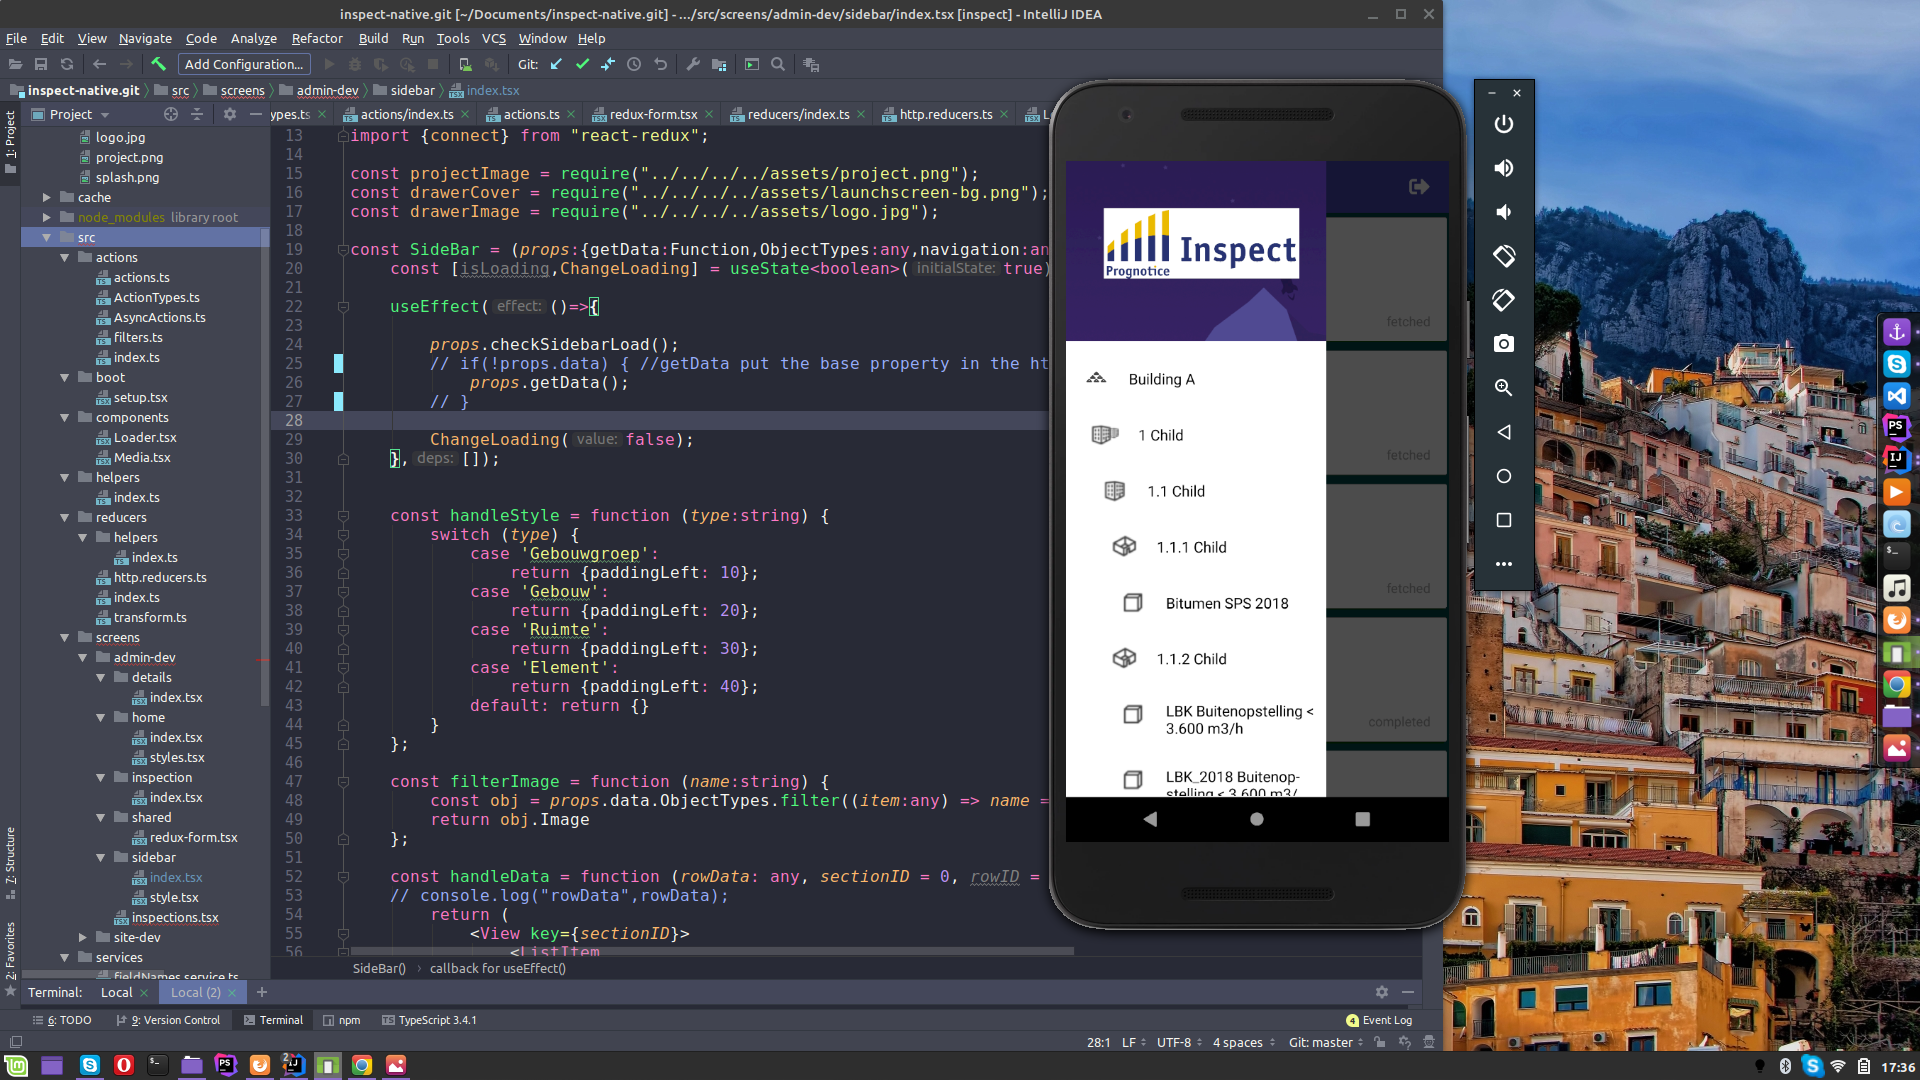 inspect-native.git [~/Documents/inspect-native.git] - .../src/screens/admin-dev/sidebar/index.tsx [inspect] - IntelliJ IDEA
File Edit View Navigate Code Analyze Refactor Build Run Tools VCS Window Help
Add Configuration... Git:
inspect-native.git src screens admin-dev sidebar index.tsx
Project
ypes.ts actions/index.ts actions.ts redux-form.tsx reducers/index.ts http.reducers.ts
1: Project
7: Structure
2: Favorites
logo.jpg
project.png
splash.png
cache
node_modules library root
src
actions
actions.ts
ActionTypes.ts
AsyncActions.ts
filters.ts
index.ts
boot
setup.tsx
components
Loader.tsx
Media.tsx
helpers
index.ts
reducers
helpers
index.ts
http.reducers.ts
index.ts
transform.ts
screens
admin-dev
details
index.tsx
home
index.tsx
styles.tsx
inspection
index.tsx
shared
redux-form.tsx
sidebar
index.tsx
style.tsx
inspections.tsx
site-dev
services
fieldNames.service.ts
13 import {connect} from "react-redux";
14
15 const projectImage = require("../../../../assets/project.png");
16 const drawerCover = require("../../../../assets/launchscreen-bg.png");
17 const drawerImage = require("../../../../assets/logo.jpg");
18
19 const SideBar = (props:{getData:Function,ObjectTypes:any,navigation:an
20 const [isLoading,ChangeLoading] = useState<boolean>( initialState: true)
21
22 useEffect( effect: ()=>{
23
24 props.checkSidebarLoad();
25 // if(!props.data) { //getData put the base property in the ht
26 props.getData();
27 // }
28
29 ChangeLoading( value: false);
30 }, deps: []);
31
32
33 const handleStyle = function (type:string) {
34 switch (type) {
35 case 'Gebouwgroep':
36 return {paddingLeft: 10};
37 case 'Gebouw':
38 return {paddingLeft: 20};
39 case 'Ruimte':
40 return {paddingLeft: 30};
41 case 'Element':
42 return {paddingLeft: 40};
43 default: return {}
44 }
45 };
46
47 const filterImage = function (name:string) {
48 const obj = props.data.ObjectTypes.filter((item:any) => name =
49 return obj.Image
50 };
51
52 const handleData = function (rowData: any, sectionID = 0, rowID =
53 // console.log("rowData",rowData);
54 return (
55 <View key={sectionID}>
56 <ListItem
SideBar() callback for useEffect()
Terminal: Local Local (2)
6: TODO 9: Version Control Terminal npm TypeScript 3.4.1 4 Event Log
28:1 LF UTF-8 4 spaces Git: master
Inspect
Prognotice
Building A
1 Child
1.1 Child
1.1.1 Child
Bitumen SPS 2018
1.1.2 Child
LBK Buitenopstelling <
3.600 m3/h
LBK_2018 Buitenop-
stelling < 3.600 m3/
fetched
fetched
fetched
completed
PS
IJ
PS
2
IJ
17:36